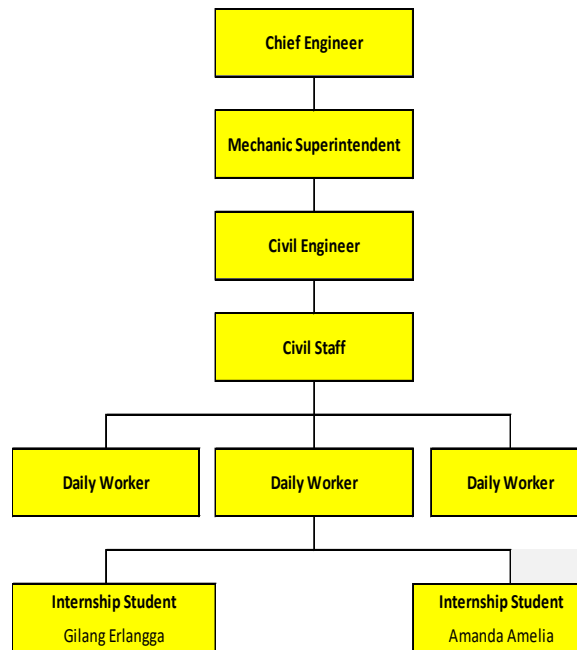 Chief Engineer
Mechanic Superintendent
Civil Engineer
Civil Staff
Daily Worker
Daily Worker
Daily Worker
Internship Student
Gilang Erlangga
Internship Student
Amanda Amelia